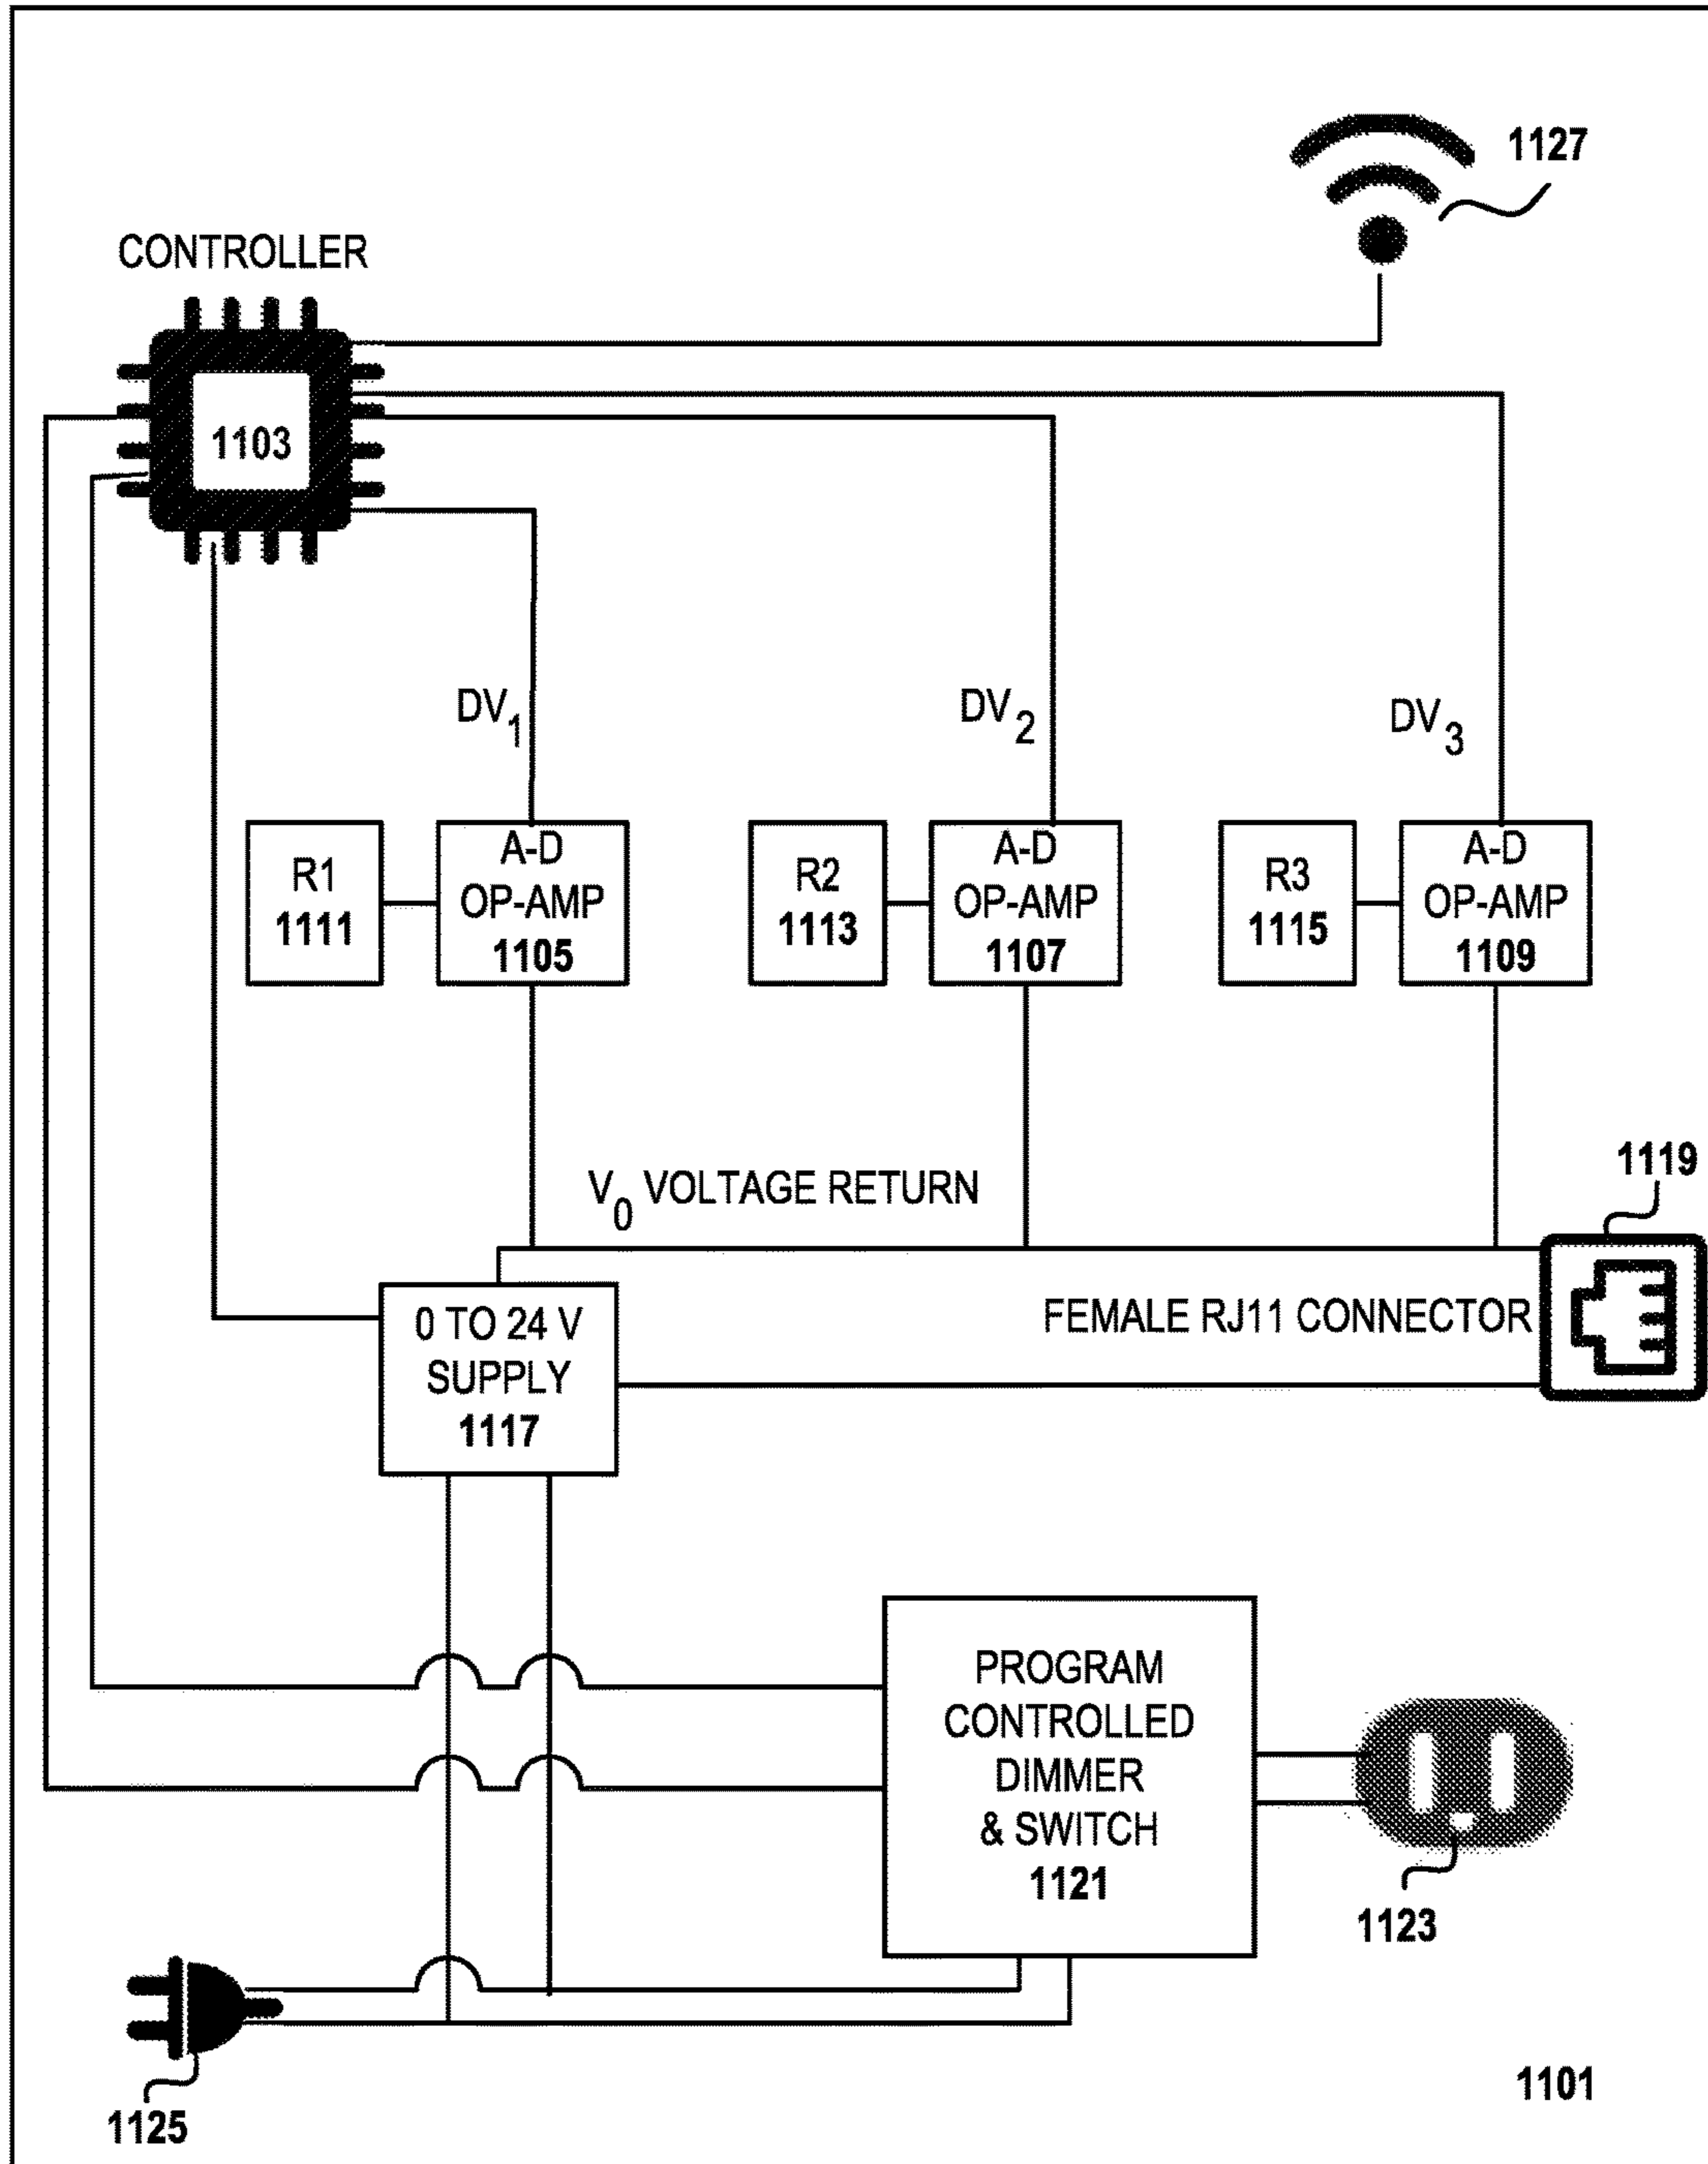 1127
CONTROLLER
1103
DV1
DV2
DV3
R1
1111
A-D
OP-AMP
1105
R2
1113
A-D
OP-AMP
1107
R3
1115
A-D
OP-AMP
1109
1119
V0 VOLTAGE RETURN
FEMALE RJ11 CONNECTOR
0 TO 24 V
SUPPLY
1117
PROGRAM
CONTROLLED
DIMMER
& SWITCH
1121
1123
1125
1101